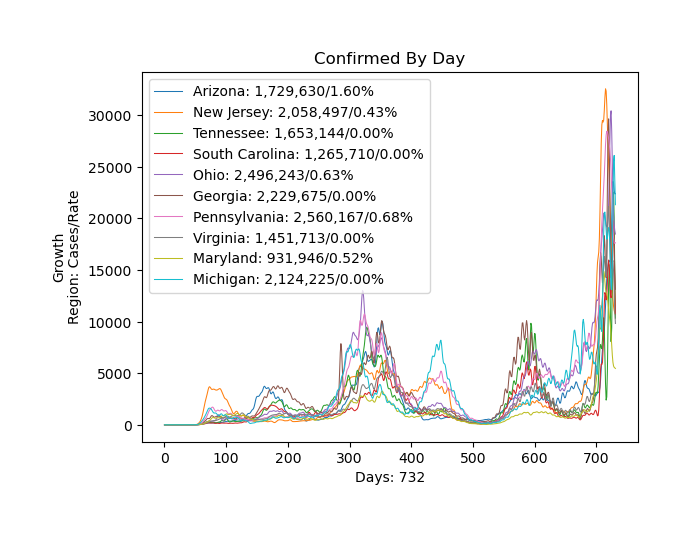 Confirmed By Day
Growth
Region: Cases/Rate
30000
25000
20000
15000
10000
5000
0
Arizona: 1,729,630/1.60%
New Jersey: 2,058,497/0.43%
Tennessee: 1,653,144/0.00%
South Carolina: 1,265,710/0.00%
Ohio: 2,496,243/0.63%
Georgia: 2,229,675/0.00%
Pennsylvania: 2,560,167/0.68%
Virginia: 1,451,713/0.00%
Maryland: 931,946/0.52%
Michigan: 2,124,225/0.00%
0 100 200 300 400 500 600 700
Days: 732